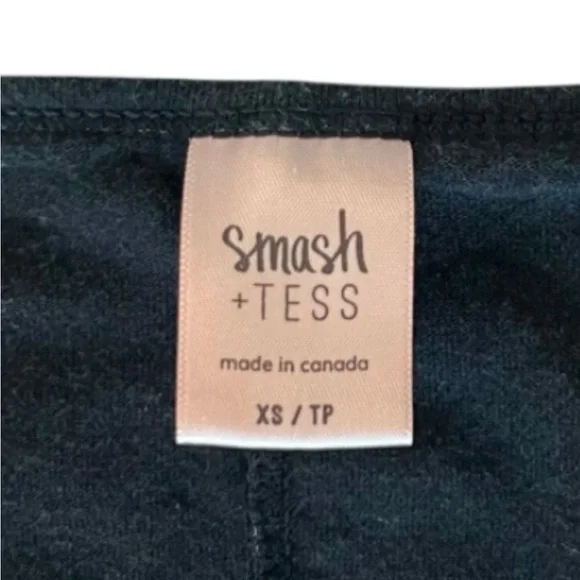 smash
+TESS
made in canada
XS / TP